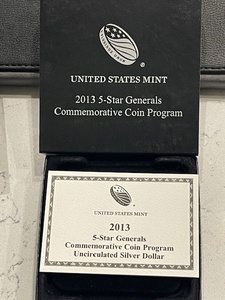 UNITED STATES MINT
2013 5-Star Generals
Commemorative Coin Program
UNITED STATES MINT
2013
5-Star Generals
Commemorative Coin Program
Uncirculated Silver Dollar